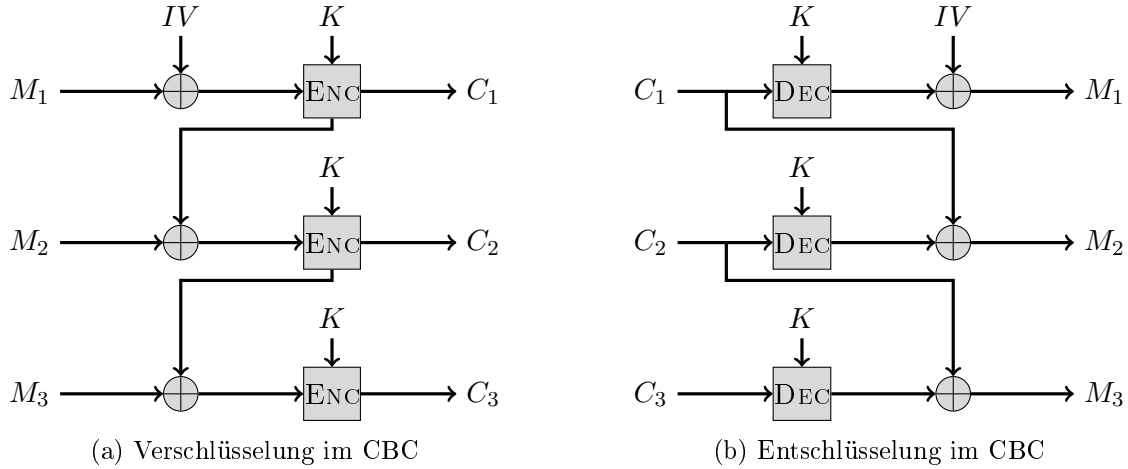 IV K K IV
M1 ENC C1 C1 DEC M1
K K
M2 ENC C2 C2 DEC M2
K K
M3 ENC C3 C3 DEC M3
(a) Verschlüsselung im CBC (b) Entschlüsselung im CBC